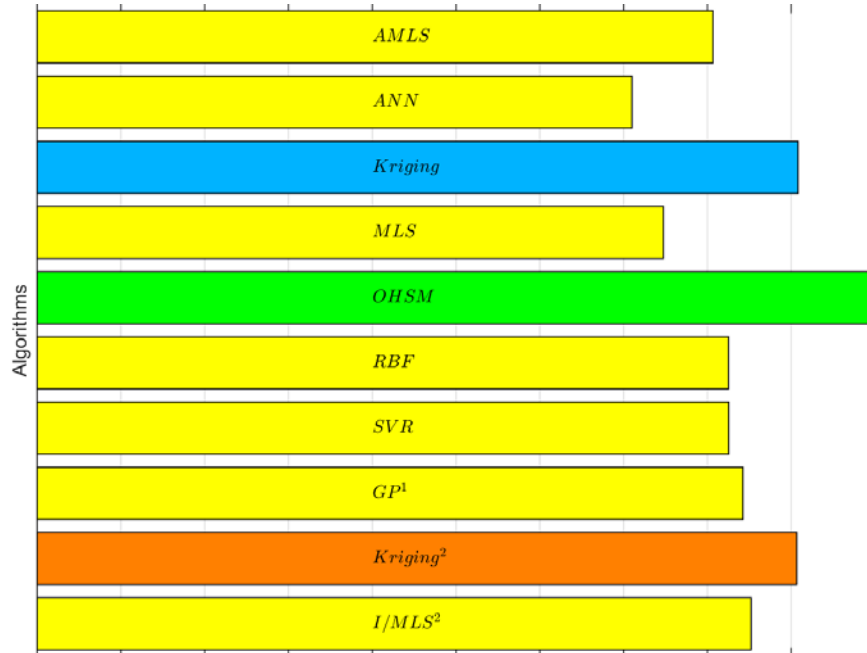 AMLS
ANN
Kriging
MLS
OHSM
Algorithms
RBF
SVR
GP¹
Kriging²
I/MLS²